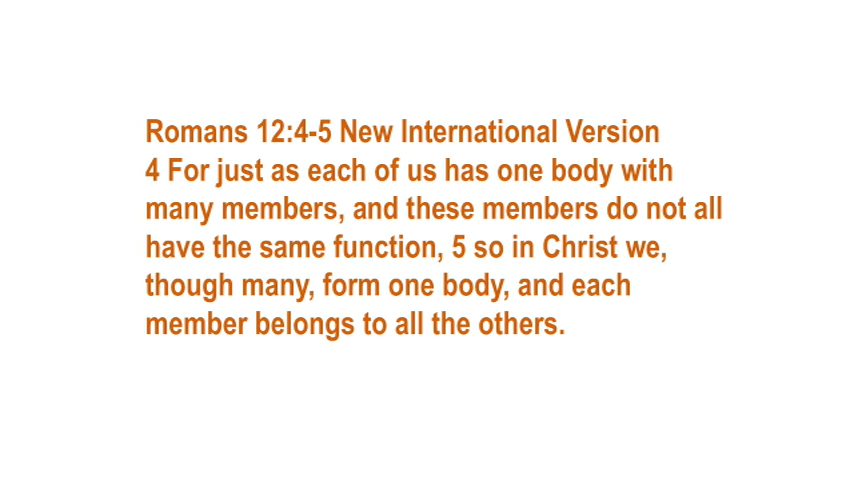 Romans 12:4-5 New International Version
4 For just as each of us has one body with
many members, and these members do not all
have the same function, 5 so in Christ we,
though many, form one body, and each
member belongs to all the others.